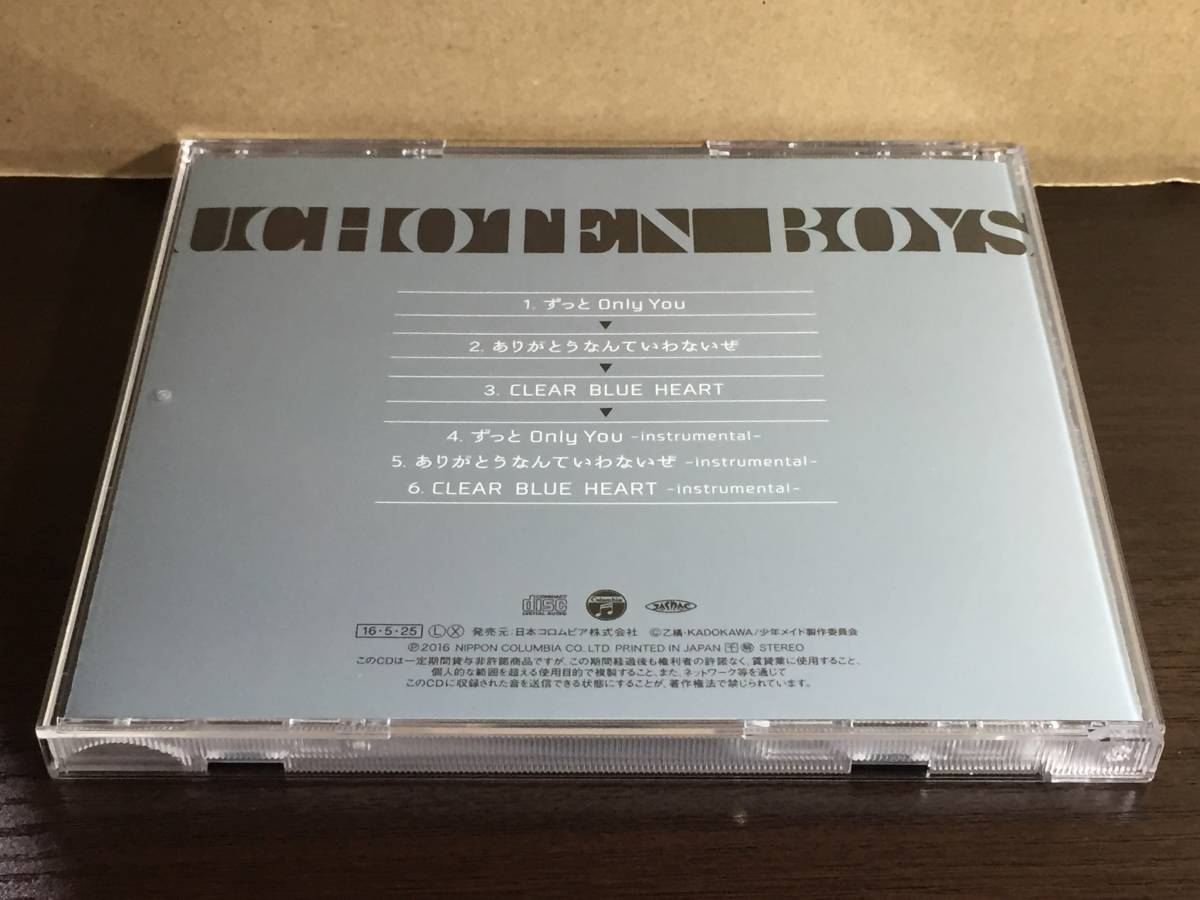 UCHOTEN BOYS
1. ずっと Only You
2. ありがとうなんていわないぜ
3. CLEAR BLUE HEART
4. ずっと Only You -instrumental-
5. ありがとうなんていわないぜ -instrumental-
6. CLEAR BLUE HEART -instrumental-
COMPACT disc DIGITAL AUDIO Columbia
16・5・25 Ⓛ Ⓧ 発売元:日本コロムビア株式会社 ©乙橘・KADOKAWA/少年メイド製作委員会
Ⓟ2016 NIPPON COLUMBIA CO., LTD. PRINTED IN JAPAN STEREO
このCDは一定期間貸与非許諾商品ですが、この期間経過後も権利者の許諾なく、賃貸業に使用すること、
個人的な範囲を超える使用目的で複製すること、また、ネットワーク等を通じて
このCDに収録された音を送信できる状態にすることが、著作権法で禁じられています。